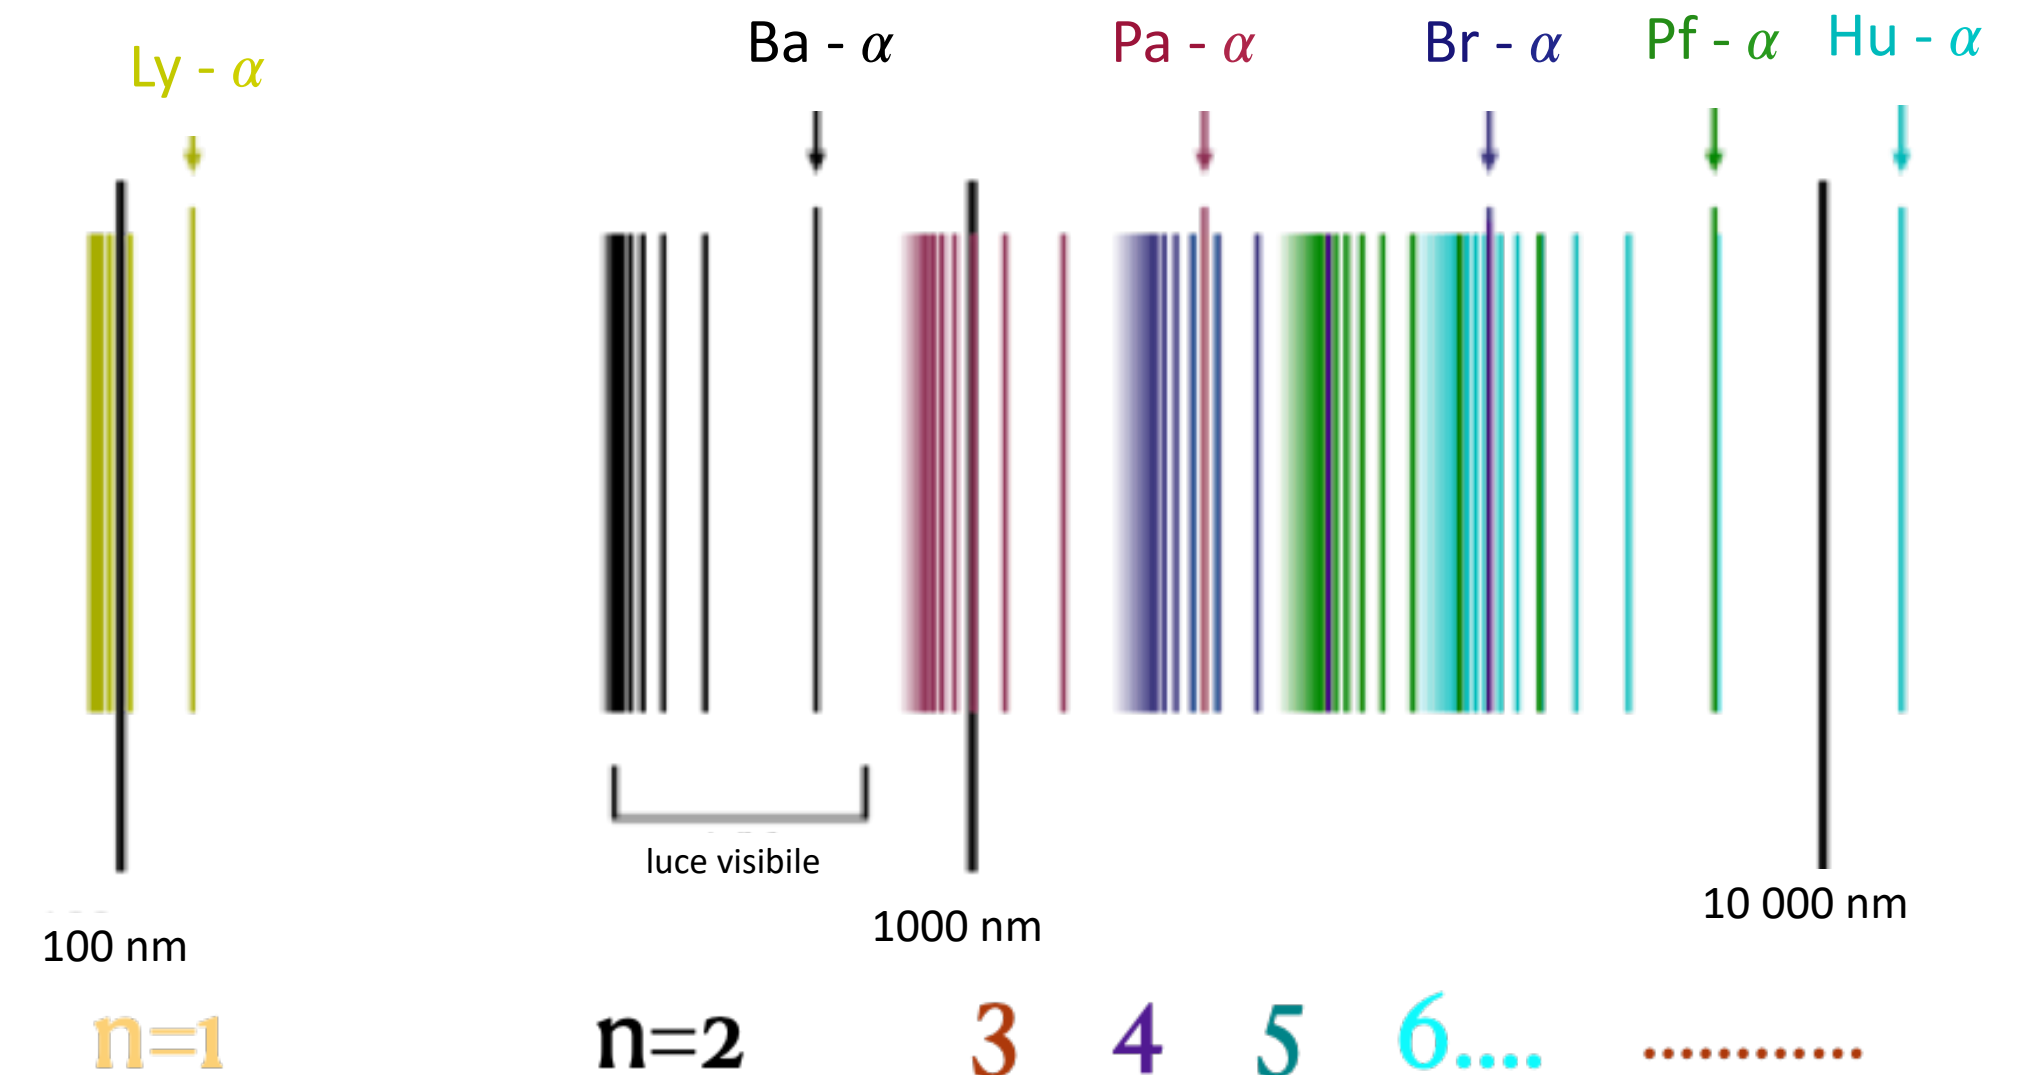 Ly - α
Ba - α
Pa - α
Br - α
Pf - α
Hu - α
luce visibile
100 nm
1000 nm
10 000 nm
n=1
n=2
3
4
5
6....
............